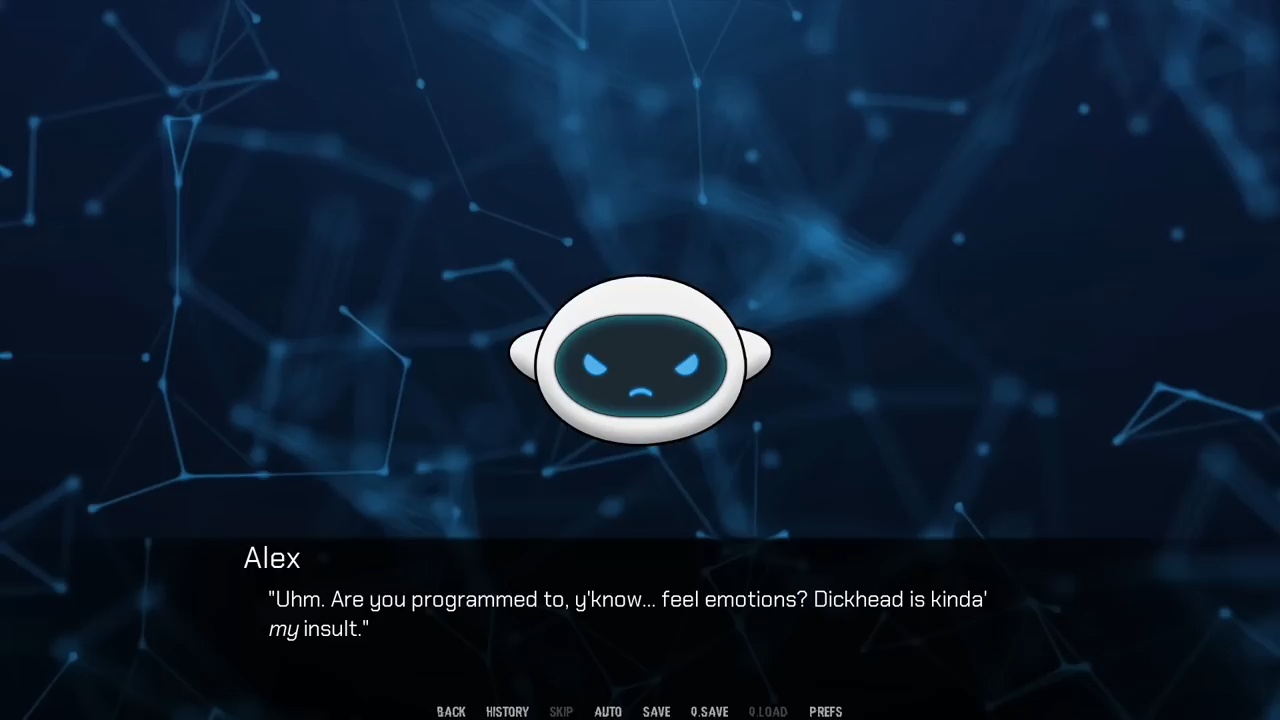 Alex
"Uhm. Are you programmed to, y'know... feel emotions? Dickhead is kinda'
my insult."
BACK HISTORY SKIP AUTO SAVE Q.SAVE Q.LOAD PREFS